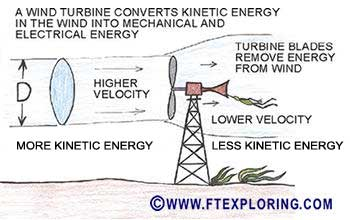 A WIND TURBINE CONVERTS KINETIC ENERGY
IN THE WIND INTO MECHANICAL AND
ELECTRICAL ENERGY
TURBINE BLADES
REMOVE ENERGY
FROM WIND
D
HIGHER
VELOCITY
LOWER VELOCITY
MORE KINETIC ENERGY
LESS KINETIC ENERGY
©WWW.FTEXPLORING.COM